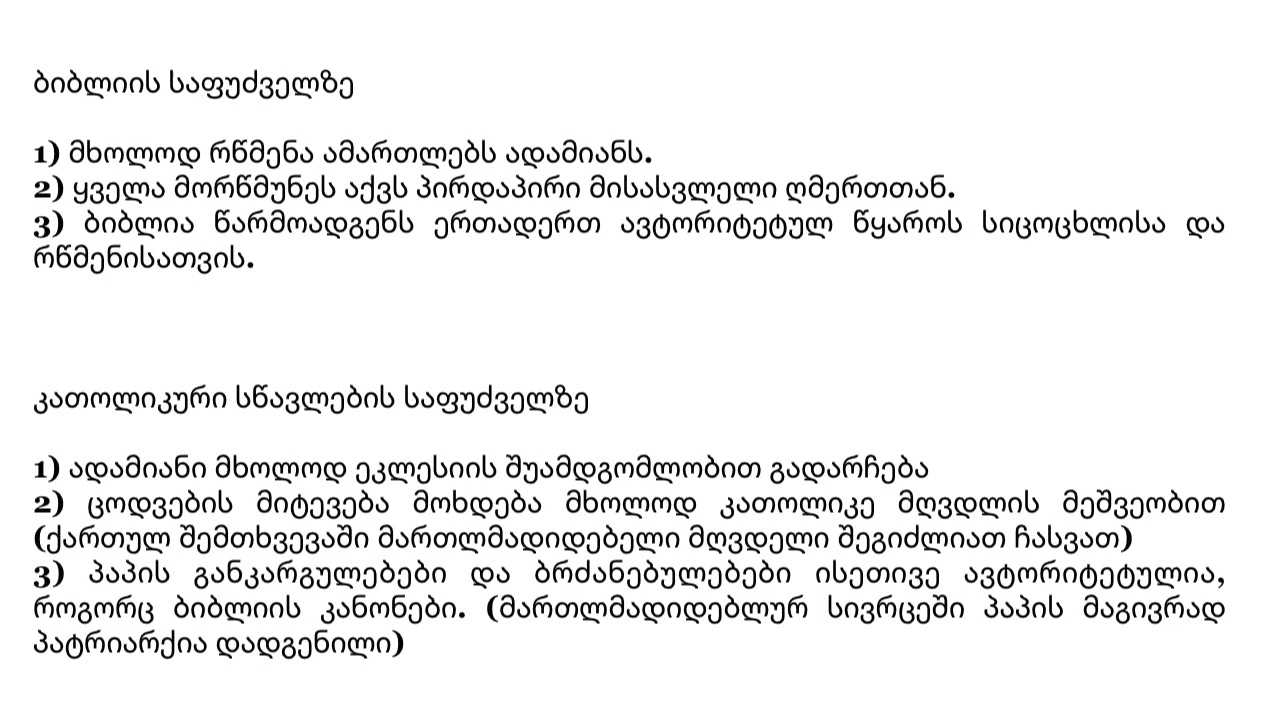 ბიბლიის საფუძველზე
1) მხოლოდ რწმენა ამართლებს ადამიანს.
2) ყველა მორწმუნეს აქვს პირდაპირი მისასვლელი ღმერთთან.
3) ბიბლია წარმოადგენს ერთადერთ ავტორიტეტულ წყაროს სიცოცხლისა და
რწმენისათვის.
კათოლიკური სწავლების საფუძველზე
1) ადამიანი მხოლოდ ეკლესიის შუამდგომლობით გადარჩება
2) ცოდვების მიტევება მოხდება მხოლოდ კათოლიკე მღვდლის მეშვეობით
(ქართულ შემთხვევაში მართლმადიდებელი მღვდელი შეგიძლიათ ჩასვათ)
3) პაპის განკარგულებები და ბრძანებულებები ისეთივე ავტორიტეტულია,
როგორც ბიბლიის კანონები. (მართლმადიდებლურ სივრცეში პაპის მაგივრად
პატრიარქია დადგენილი)